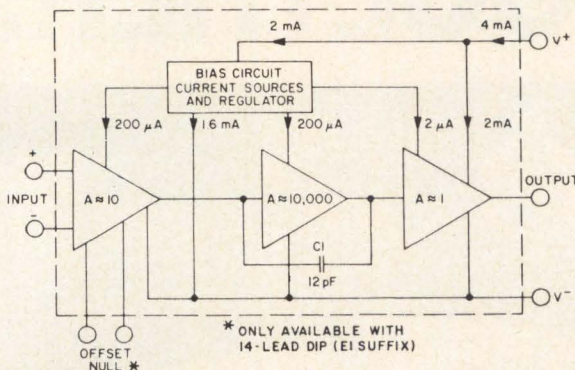 2 mA
4 mA
V+
BIAS CIRCUIT
CURRENT SOURCES
AND REGULATOR
200 μA
1.6 mA
200 μA
2 μA
2mA
+
INPUT
-
A ≈ 10
A ≈ 10,000
A ≈ 1
OUTPUT
C1
12 pF
V-
OFFSET
NULL *
* ONLY AVAILABLE WITH
14-LEAD DIP (E1 SUFFIX)